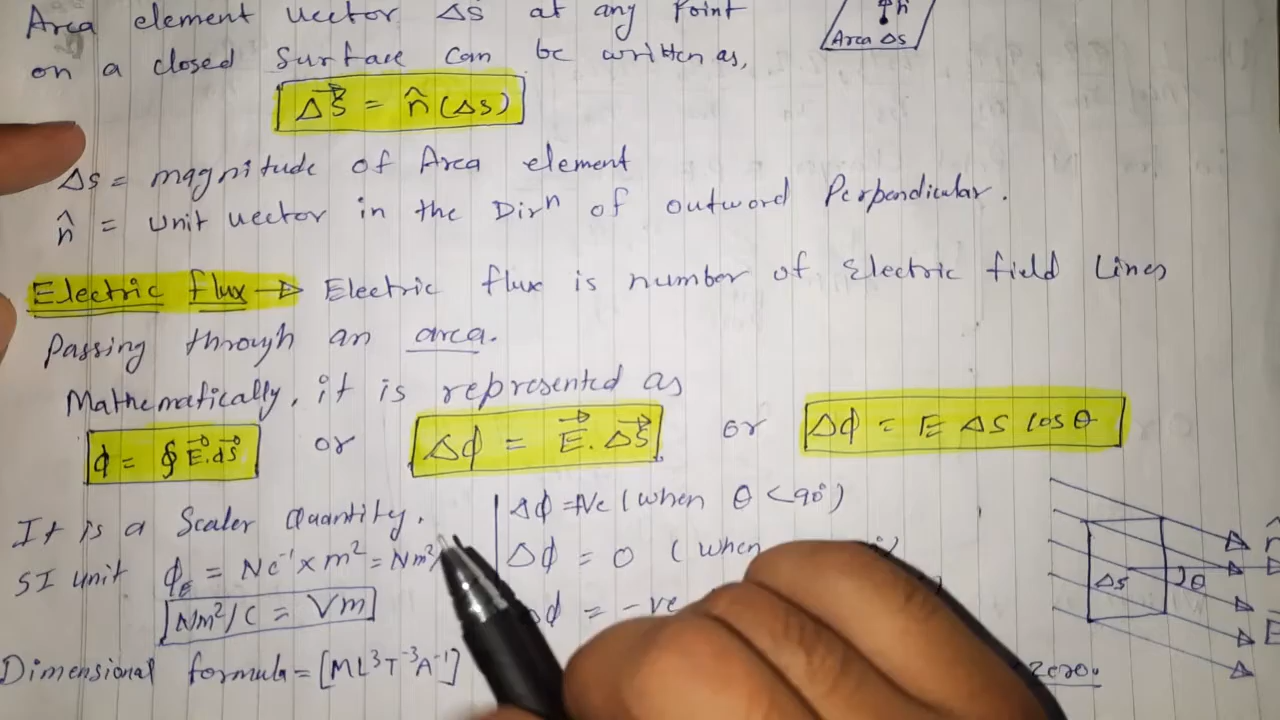 Area element vector ΔS at any Point
on a closed Surface can be written as,
n̂
Area Δs
ΔS⃗ = n̂ (Δs)
Δs = magnitude of Area element
n̂ = unit vector in the Dirⁿ of outword Perpendicular.
Electric flux → Electric flux is number of Electric field Lines
Passing through an area.
Mathematically, it is represented as
ϕ = ∮ E⃗.dS⃗ or Δϕ = E⃗.ΔS⃗ or Δϕ = E ΔS cosθ
It is a Scaler Quantity.
SI unit ϕE = NC⁻¹ × m² = Nm²/
Nm²/C = Vm
Dimensional formula = [ML³T⁻³A⁻¹]
Δϕ = +Ve (when θ < 90°)
Δϕ = 0 (when
Δϕ = -ve
Δs
θ
Zero.